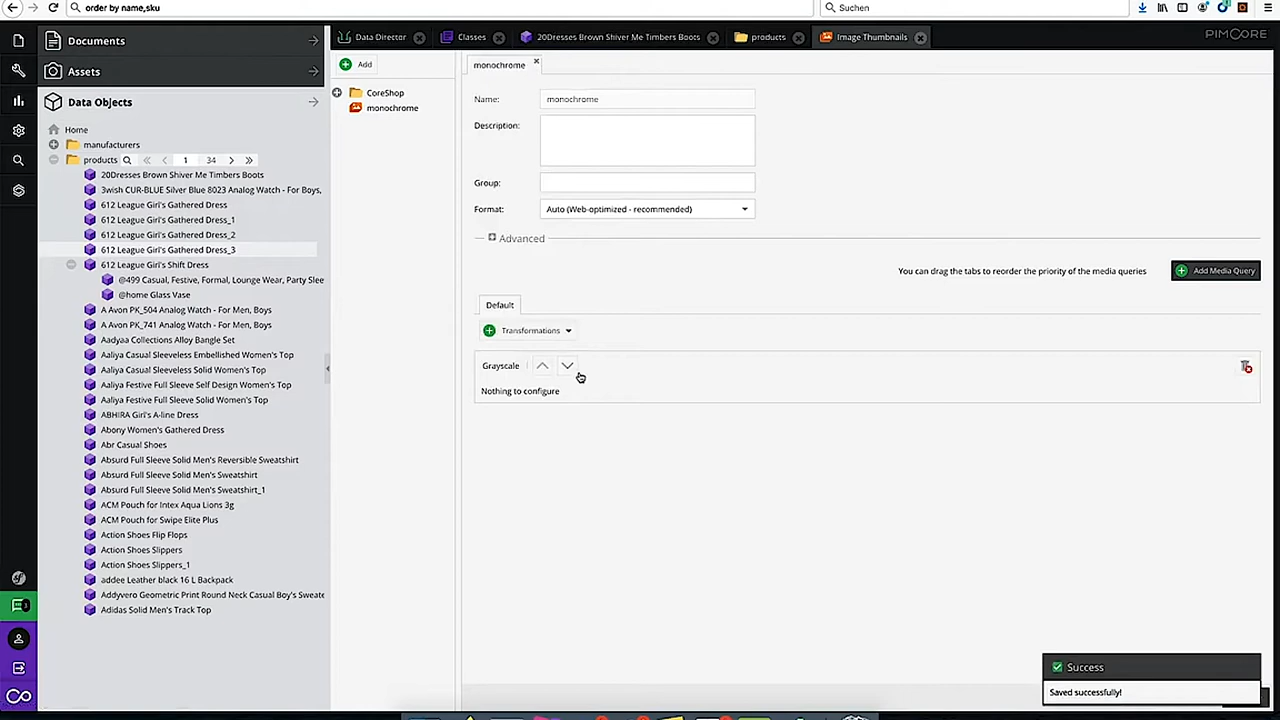 order by name,sku
Suchen
Documents
Assets
Data Objects
Home
manufacturers
products
1
34
20Dresses Brown Shiver Me Timbers Boots
3wish CUR-BLUE Silver Blue 8023 Analog Watch - For Boys,
612 League Girl's Gathered Dress
612 League Girl's Gathered Dress_1
612 League Girl's Gathered Dress_2
612 League Girl's Gathered Dress_3
612 League Girl's Shift Dress
@499 Casual, Festive, Formal, Lounge Wear, Party Slee
@home Glass Vase
A Avon PK_504 Analog Watch - For Men, Boys
A Avon PK_741 Analog Watch - For Men, Boys
Aadyaa Collections Alloy Bangle Set
Aaliya Casual Sleeveless Embellished Women's Top
Aaliya Casual Sleeveless Solid Women's Top
Aaliya Festive Full Sleeve Self Design Women's Top
Aaliya Festive Full Sleeve Solid Women's Top
ABHIRA Girl's A-line Dress
Abony Women's Gathered Dress
Abr Casual Shoes
Absurd Full Sleeve Solid Men's Reversible Sweatshirt
Absurd Full Sleeve Solid Men's Sweatshirt
Absurd Full Sleeve Solid Men's Sweatshirt_1
ACM Pouch for Intex Aqua Lions 3g
ACM Pouch for Swipe Elite Plus
Action Shoes Flip Flops
Action Shoes Slippers
Action Shoes Slippers_1
addee Leather black 16 L Backpack
Addyvero Geometric Print Round Neck Casual Boy's Sweate
Adidas Solid Men's Track Top
Data Director
Classes
20Dresses Brown Shiver Me Timbers Boots
products
Image Thumbnails
PIMCORE
Add
CoreShop
monochrome
monochrome
Name:
monochrome
Description:
Group:
Format:
Auto (Web-optimized - recommended)
Advanced
You can drag the tabs to reorder the priority of the media queries
Add Media Query
Default
Transformations
Grayscale
Nothing to configure
Success
Saved successfully!